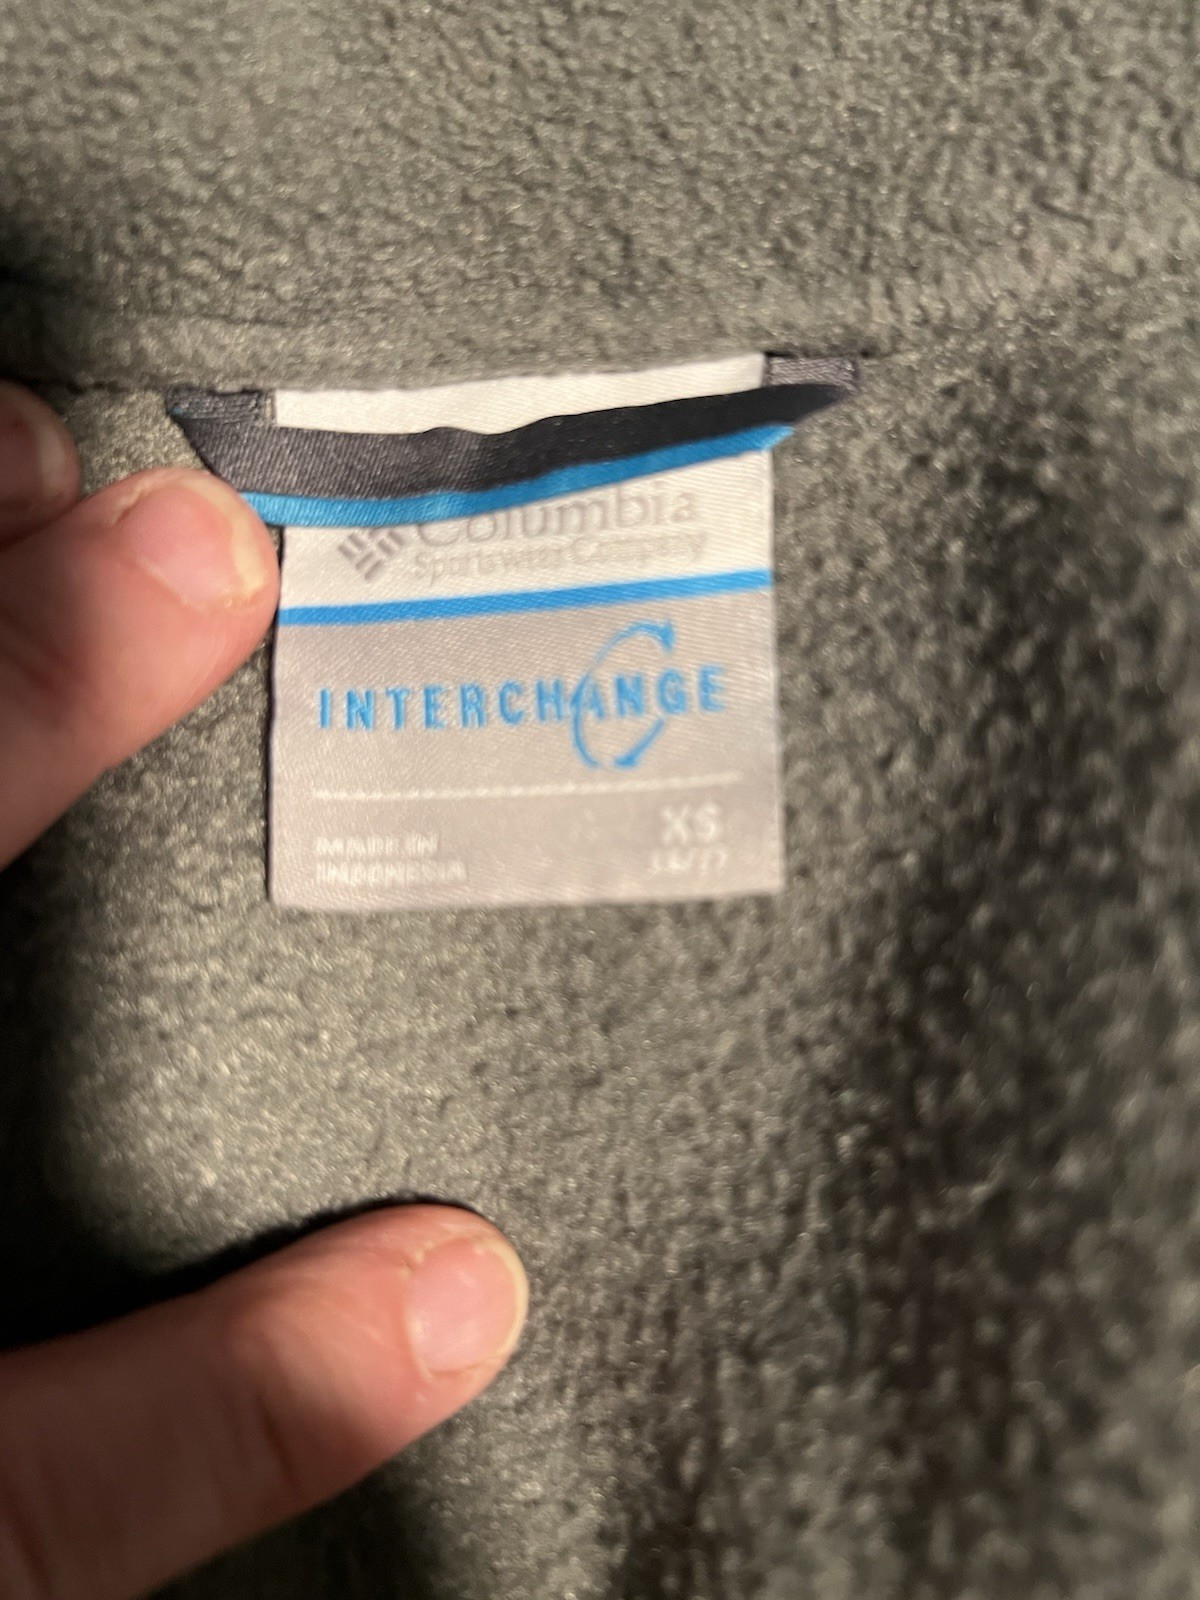 Columbia
Sportswear Company
INTERCHANGE
XS
MADE IN
INDONESIA